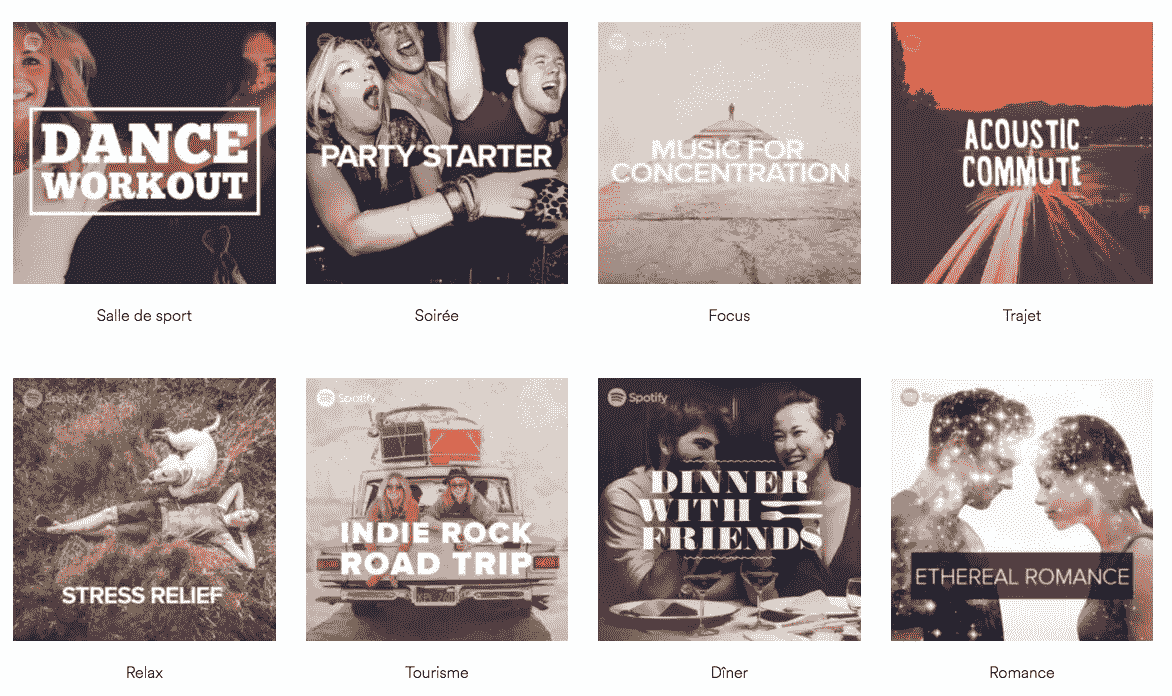 DANCE
WORKOUT
PARTY STARTER
Spotify
MUSIC FOR
CONCENTRATION
ACOUSTIC
COMMUTE
Salle de sport
Soirée
Focus
Trajet
Spotify
STRESS RELIEF
Spotify
INDIE ROCK
ROAD TRIP
Spotify
DINNER
WITH
FRIENDS
Spotify
ETHEREAL ROMANCE
Relax
Tourisme
Dîner
Romance